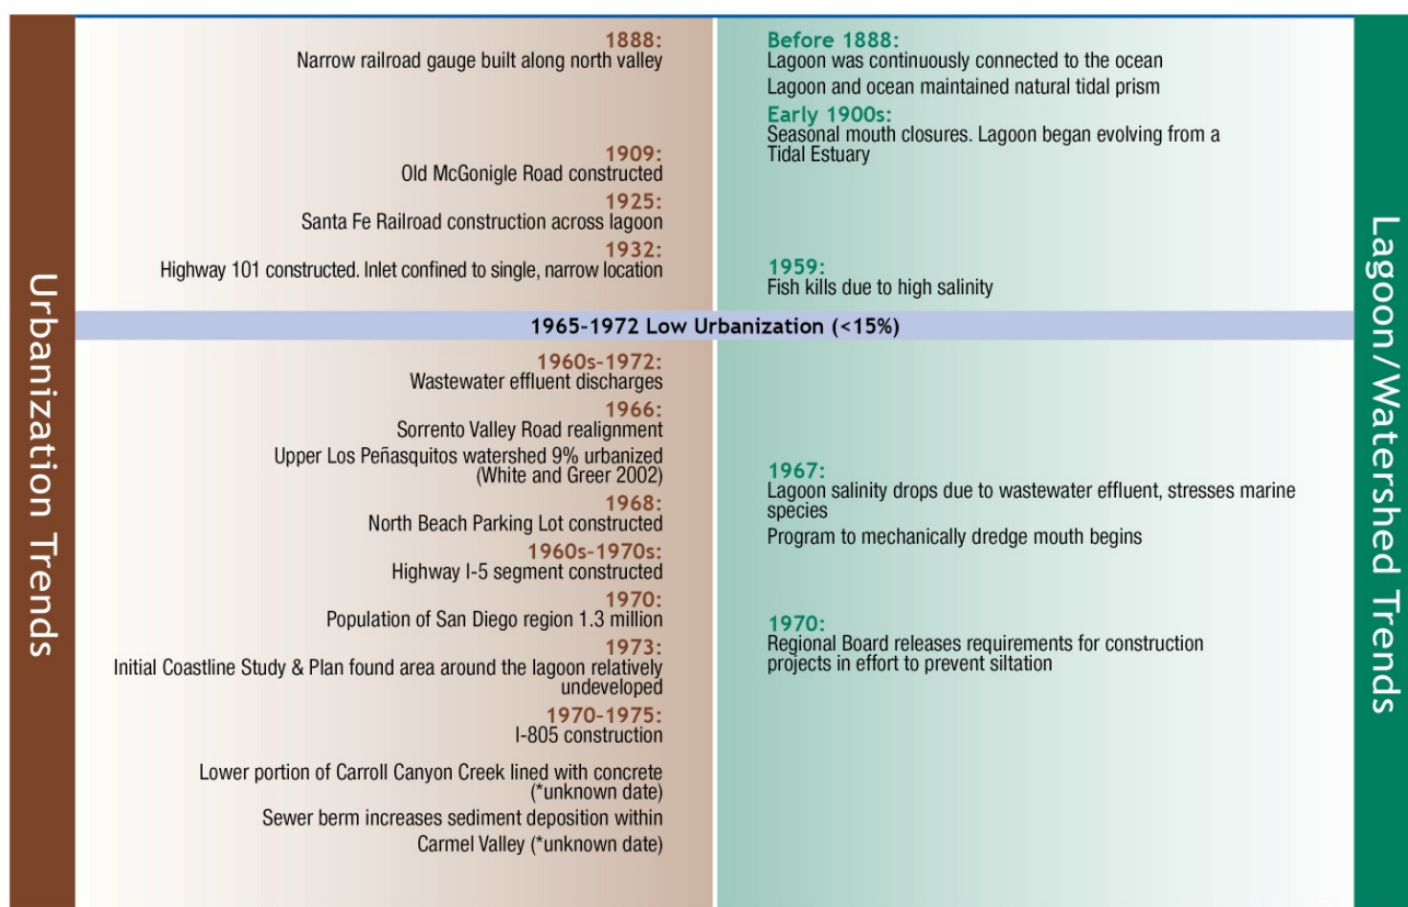 Urbanization Trends
1888:
Narrow railroad gauge built along north valley
1909:
Old McGonigle Road constructed
1925:
Santa Fe Railroad construction across lagoon
1932:
Highway 101 constructed. Inlet confined to single, narrow location
Before 1888:
Lagoon was continuously connected to the ocean
Lagoon and ocean maintained natural tidal prism
Early 1900s:
Seasonal mouth closures. Lagoon began evolving from a
Tidal Estuary
1959:
Fish kills due to high salinity
1965-1972 Low Urbanization (<15%)
1960s-1972:
Wastewater effluent discharges
1966:
Sorrento Valley Road realignment
Upper Los Peñasquitos watershed 9% urbanized
(White and Greer 2002)
1968:
North Beach Parking Lot constructed
1960s-1970s:
Highway I-5 segment constructed
1970:
Population of San Diego region 1.3 million
1973:
Initial Coastline Study & Plan found area around the lagoon relatively
undeveloped
1970-1975:
I-805 construction
Lower portion of Carroll Canyon Creek lined with concrete
(*unknown date)
Sewer berm increases sediment deposition within
Carmel Valley (*unknown date)
1967:
Lagoon salinity drops due to wastewater effluent, stresses marine
species
Program to mechanically dredge mouth begins
1970:
Regional Board releases requirements for construction
projects in effort to prevent siltation
Lagoon/Watershed Trends